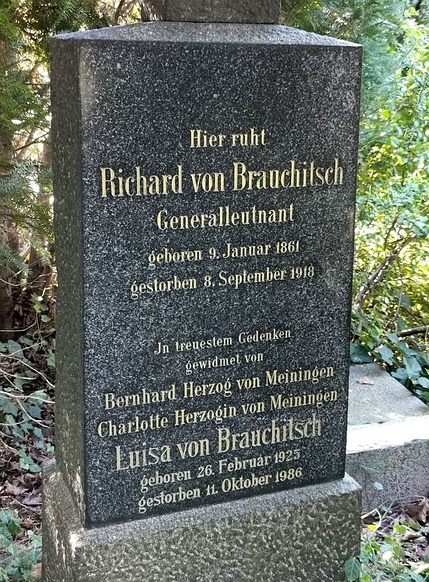 Hier ruht
Richard von Brauchitsch
Generalleutnant
geboren 9. Januar 1861
gestorben 8. September 1918
Jn treuestem Gedenken
gewidmet von
Bernhard Herzog von Meiningen
Charlotte Herzogin von Meiningen
Luisa von Brauchitsch
geboren 26. Februar 1925
gestorben 11. Oktober 1986